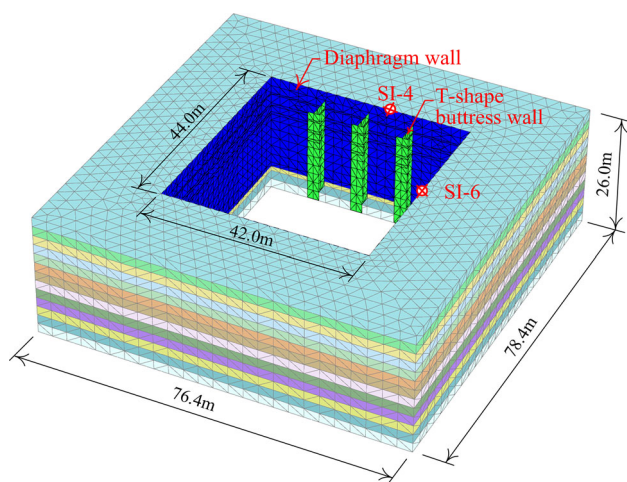 Diaphragm wall
SI-4
T-shape
buttress wall
44.0m
SI-6
26.0m
42.0m
78.4m
76.4m